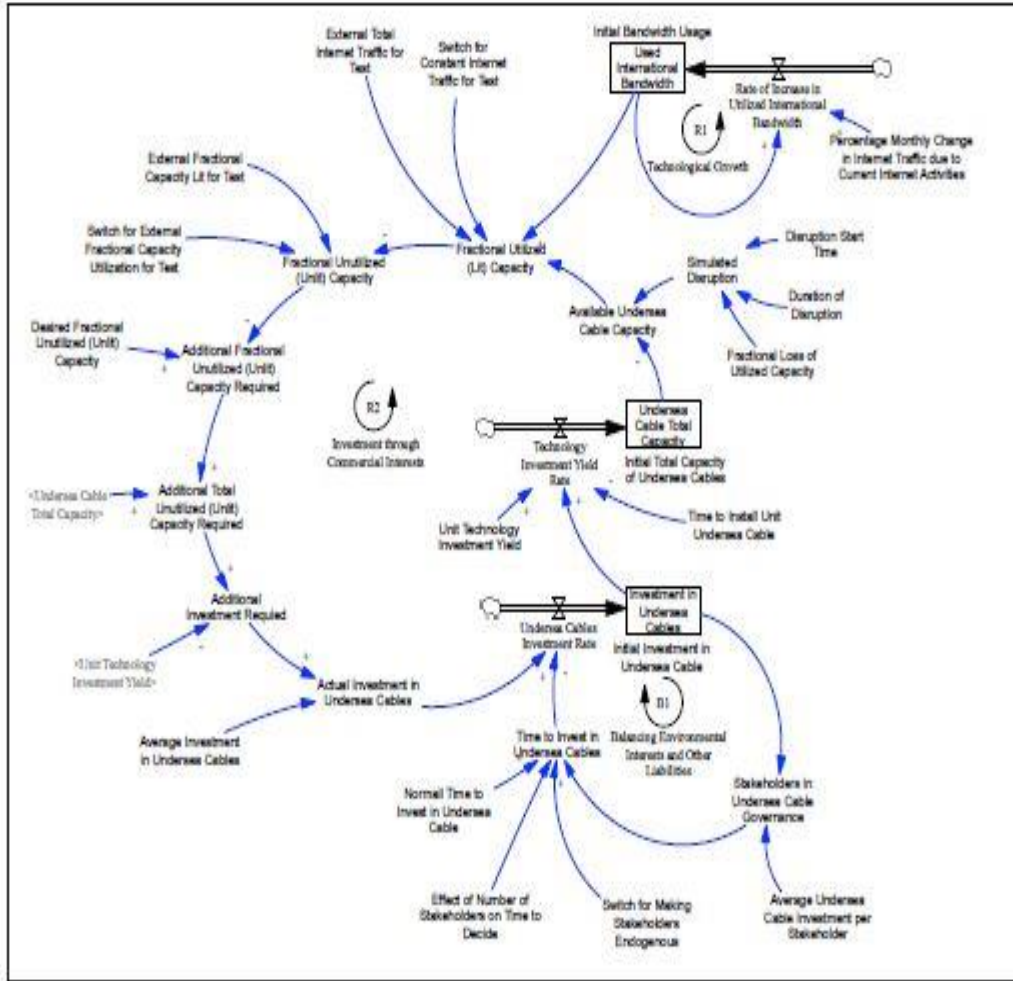 External Total
Internet Traffic for
Test
Switch for
Constant Internet
Traffic for Test
Initial Bandwidth Usage
Used
International
Bandwidth
Rate of Increase in
Utilized International
Bandwidth
R1
Technological Growth
Percentage Monthly Change
in Internet Traffic due to
Current Internet Activities
External Fractional
Capacity Lit for Test
Switch for External
Fractional Capacity
Utilization for Test
Fractional Unutilized
(Unlit) Capacity
Fractional Utilized
(Lit) Capacity
Disruption Start
Time
Simulated
Disruption
Duration of
Disruption
Available Undersea
Cable Capacity
Fractional Loss of
Utilized Capacity
Desired Fractional
Unutilized (Unlit)
Capacity
Additional Fractional
Unutilized (Unlit)
Capacity Required
R2
Investment through
Commercial Interests
Undersea
Cable Total
Capacity
Technology
Investment Yield
Rate
Initial Total Capacity
of Undersea Cables
<Undersea Cable
Total Capacity>
Additional Total
Unutilized (Unlit)
Capacity Required
Unit Technology
Investment Yield
Time to Install Unit
Undersea Cable
Additional
Investment Required
Investment in
Undersea
Cables
Undersea Cables
Investment Rate
Initial Investment in
Undersea Cable
<Unit Technology
Investment Yield>
Actual Investment in
Undersea Cables
B1
Balancing Environmental
Interests and Other
Liabilities
Average Investment
in Undersea Cables
Time to Invest in
Undersea Cables
Normall Time to
Invest in Undersea
Cable
Stakeholders in
Undersea Cable
Governance
Effect of Number of
Stakeholders on Time to
Decide
Switch for Making
Stakeholders
Endogenous
Average Undersea
Cable Investment per
Stakeholder